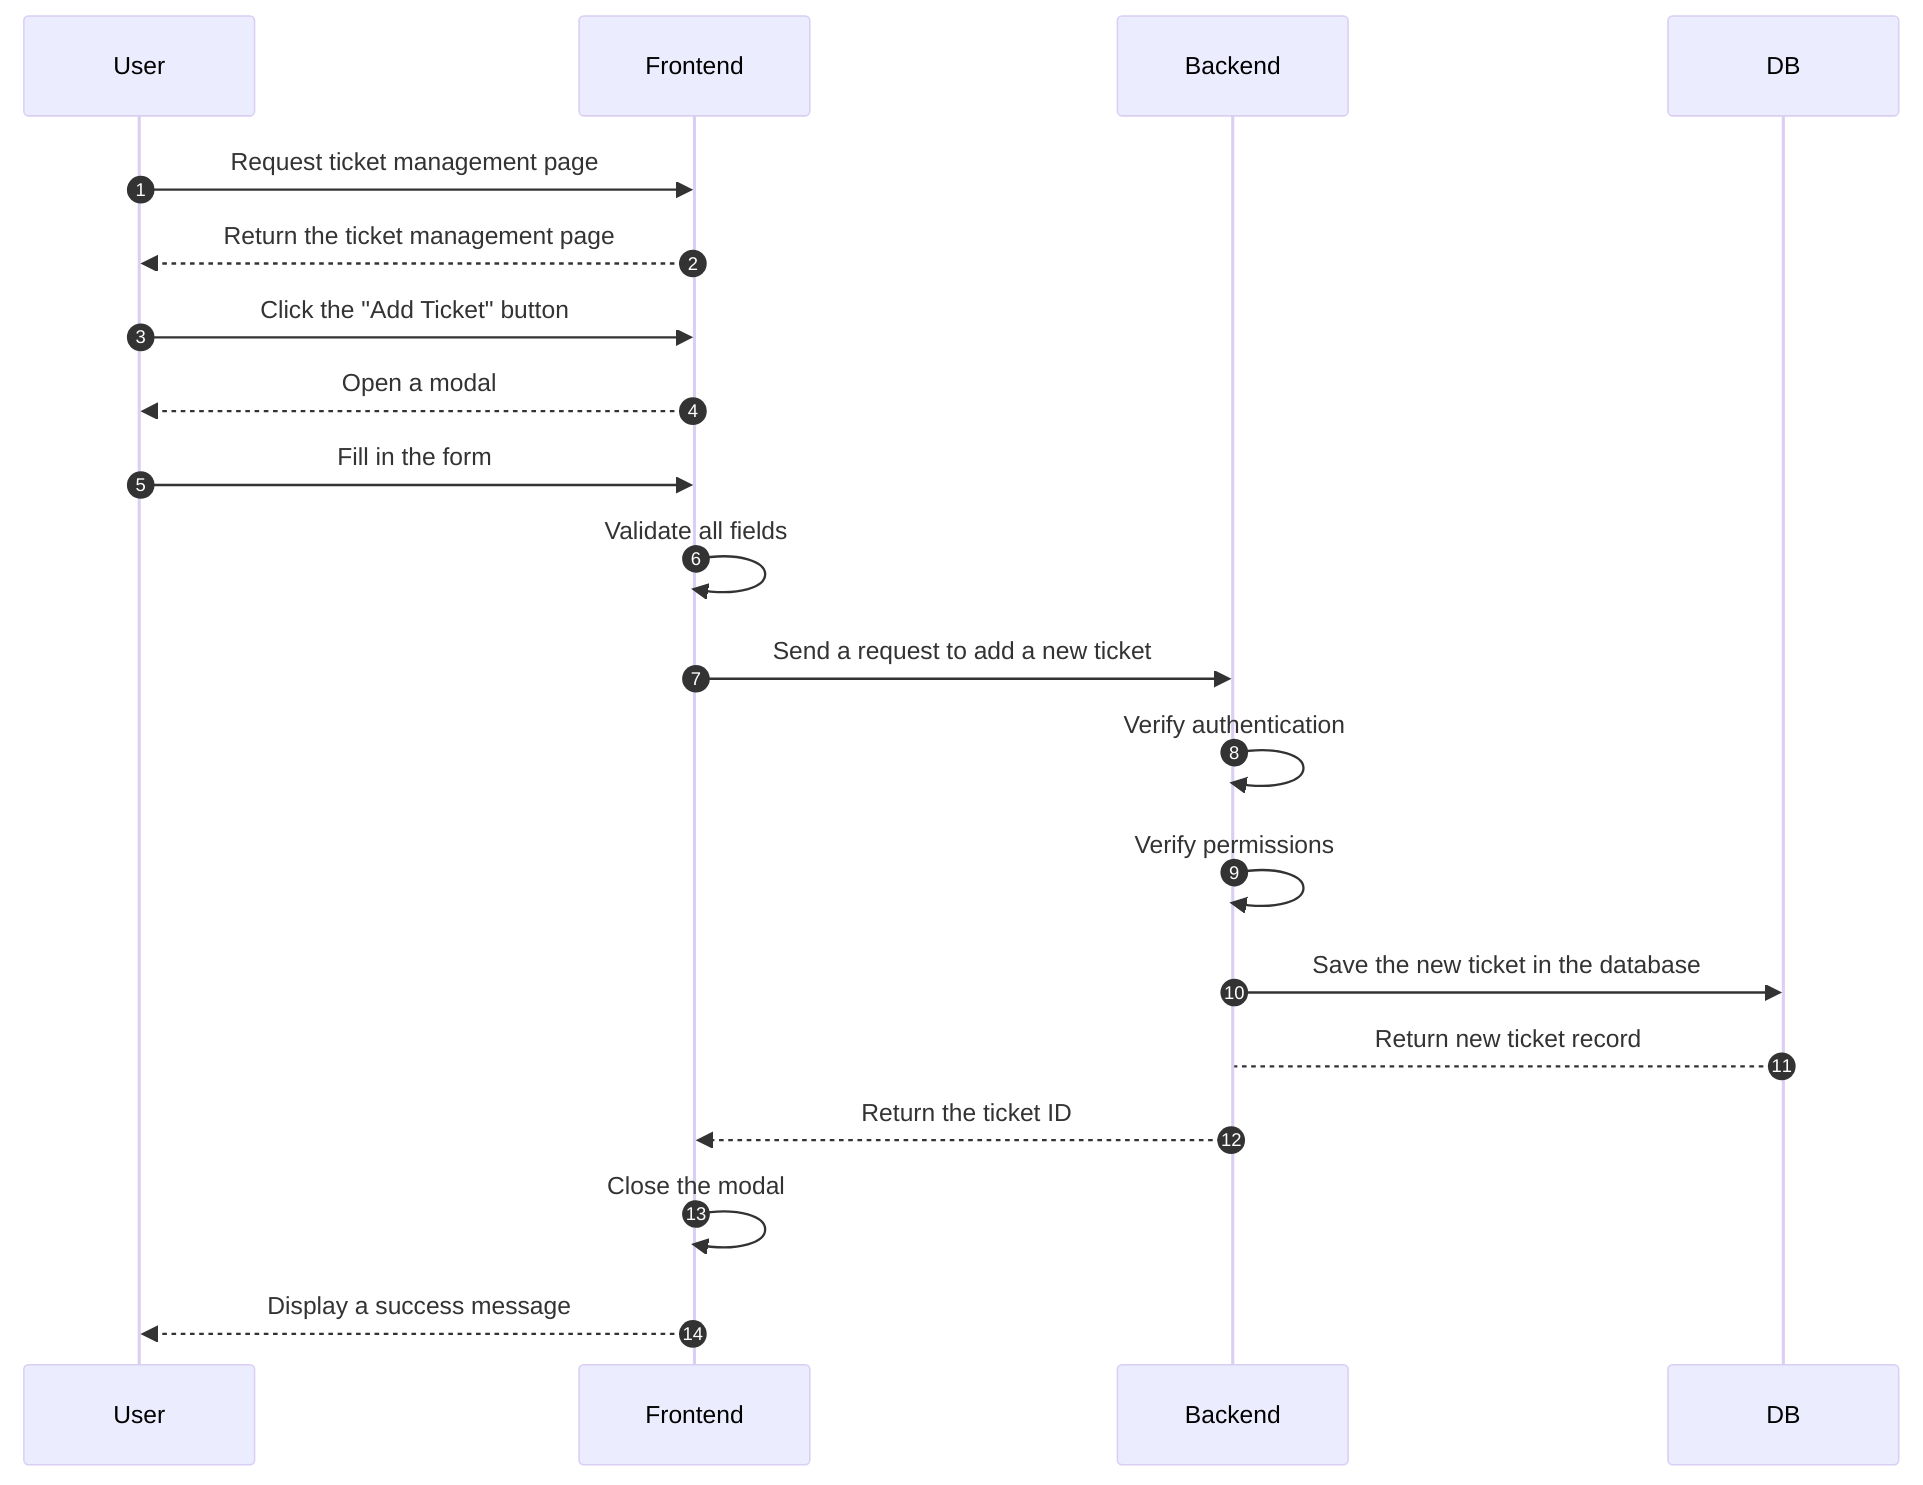 User
Frontend
Backend
DB
Request ticket management page
1
Return the ticket management page
2
Click the "Add Ticket" button
3
Open a modal
4
Fill in the form
5
Validate all fields
6
Send a request to add a new ticket
7
Verify authentication
8
Verify permissions
9
Save the new ticket in the database
10
Return new ticket record
11
Return the ticket ID
12
Close the modal
13
Display a success message
14
User
Frontend
Backend
DB